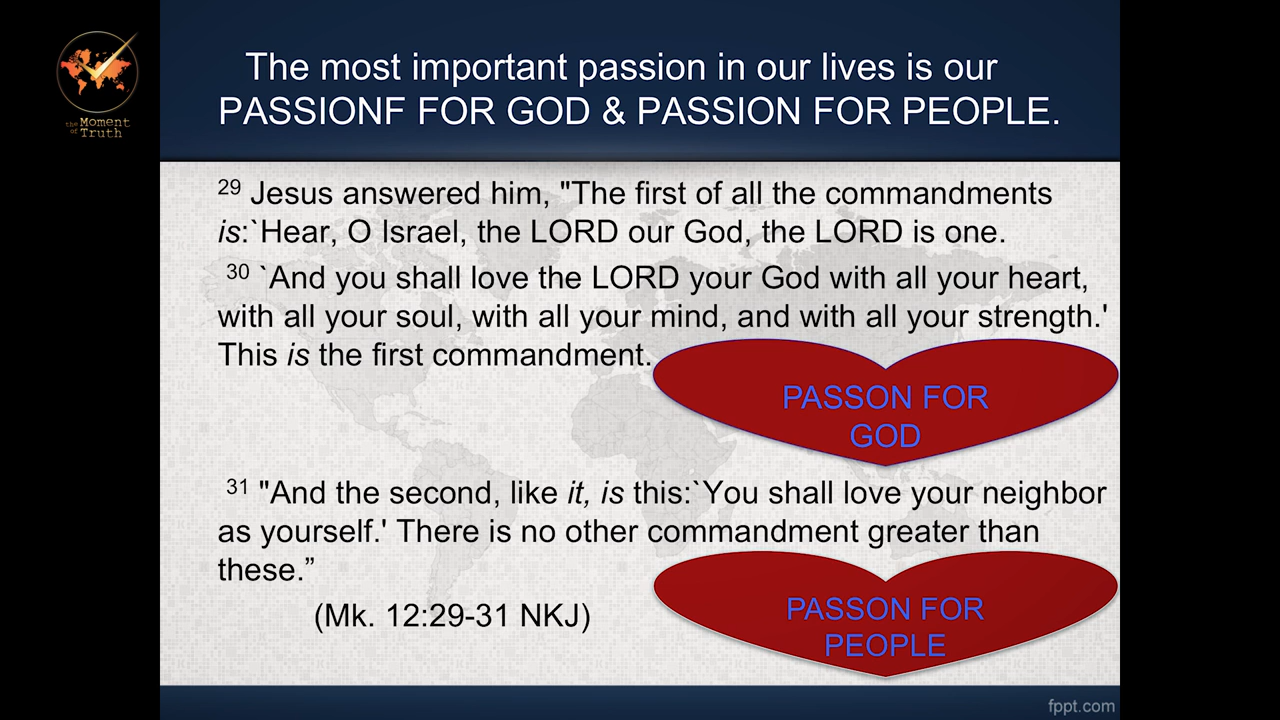 the Moment
of Truth
The most important passion in our lives is our
PASSIONF FOR GOD & PASSION FOR PEOPLE.
29 Jesus answered him, "The first of all the commandments
is:`Hear, O Israel, the LORD our God, the LORD is one.
30 `And you shall love the LORD your God with all your heart,
with all your soul, with all your mind, and with all your strength.'
This is the first commandment.
PASSON FOR
GOD
31 "And the second, like it, is this:`You shall love your neighbor
as yourself.' There is no other commandment greater than
these.”
(Mk. 12:29-31 NKJ)
PASSON FOR
PEOPLE
fppt.com